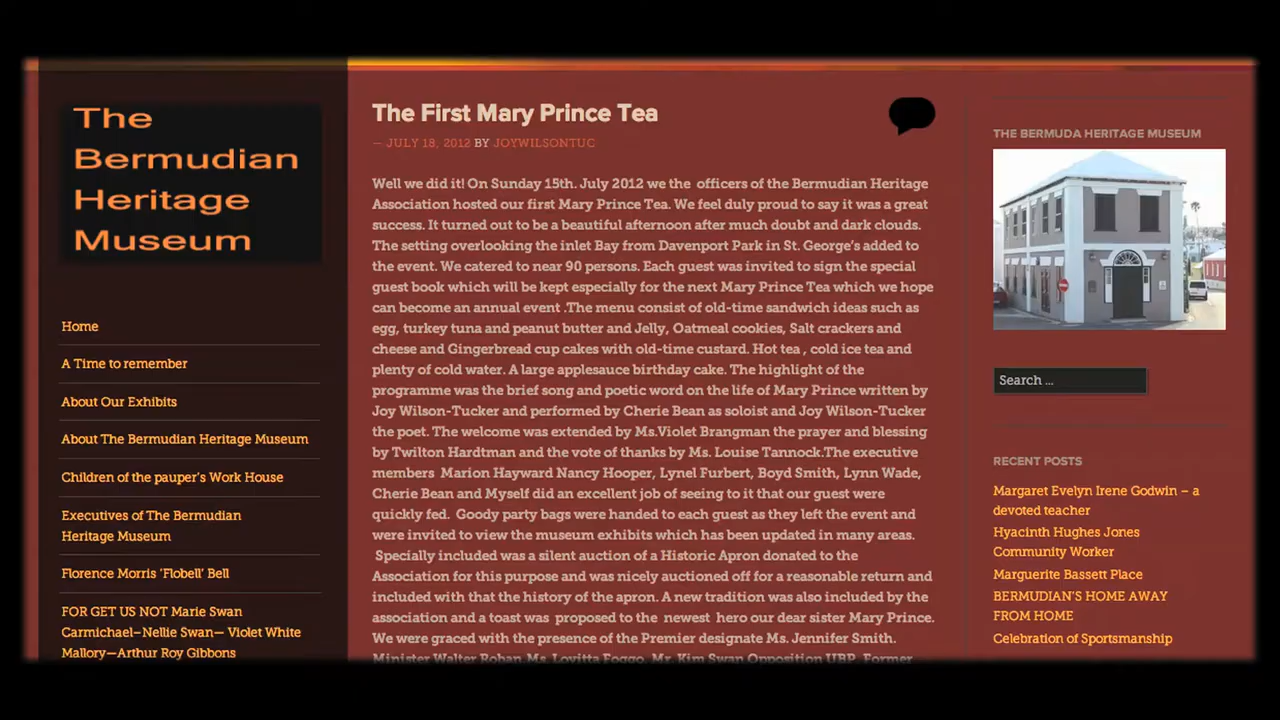 The
Bermudian
Heritage
Museum
Home
A Time to remember
About Our Exhibits
About The Bermudian Heritage Museum
Children of the pauper's Work House
Executives of The Bermudian
Heritage Museum
Florence Morris 'Flobell' Bell
FOR GET US NOT Marie Swan
Carmichael–Nellie Swan— Violet White
Mallory—Arthur Roy Gibbons
The First Mary Prince Tea
— JULY 18, 2012 BY JOYWILSONTUC
Well we did it! On Sunday 15th. July 2012 we the officers of the Bermudian Heritage
Association hosted our first Mary Prince Tea. We feel duly proud to say it was a great
success. It turned out to be a beautiful afternoon after much doubt and dark clouds.
The setting overlooking the inlet Bay from Davenport Park in St. George's added to
the event. We catered to near 90 persons. Each guest was invited to sign the special
guest book which will be kept especially for the next Mary Prince Tea which we hope
can become an annual event .The menu consist of old-time sandwich ideas such as
egg, turkey tuna and peanut butter and Jelly, Oatmeal cookies, Salt crackers and
cheese and Gingerbread cup cakes with old-time custard. Hot tea , cold ice tea and
plenty of cold water. A large applesauce birthday cake. The highlight of the
programme was the brief song and poetic word on the life of Mary Prince written by
Joy Wilson-Tucker and performed by Cherie Bean as soloist and Joy Wilson-Tucker
the poet. The welcome was extended by Ms.Violet Brangman the prayer and blessing
by Twilton Hardtman and the vote of thanks by Ms. Louise Tannock.The executive
members Marion Hayward Nancy Hooper, Lynel Furbert, Boyd Smith, Lynn Wade,
Cherie Bean and Myself did an excellent job of seeing to it that our guest were
quickly fed. Goody party bags were handed to each guest as they left the event and
were invited to view the museum exhibits which has been updated in many areas.
Specially included was a silent auction of a Historic Apron donated to the
Association for this purpose and was nicely auctioned off for a reasonable return and
included with that the history of the apron. A new tradition was also included by the
association and a toast was proposed to the newest hero our dear sister Mary Prince.
We were graced with the presence of the Premier designate Ms. Jennifer Smith.
Minister Walter Roban Ms. Lovitta Foggo, Mr. Kim Swan Opposition UBP, Former
THE BERMUDA HERITAGE MUSEUM
Search ...
RECENT POSTS
Margaret Evelyn Irene Godwin – a
devoted teacher
Hyacinth Hughes Jones
Community Worker
Marguerite Bassett Place
BERMUDIAN'S HOME AWAY
FROM HOME
Celebration of Sportsmanship